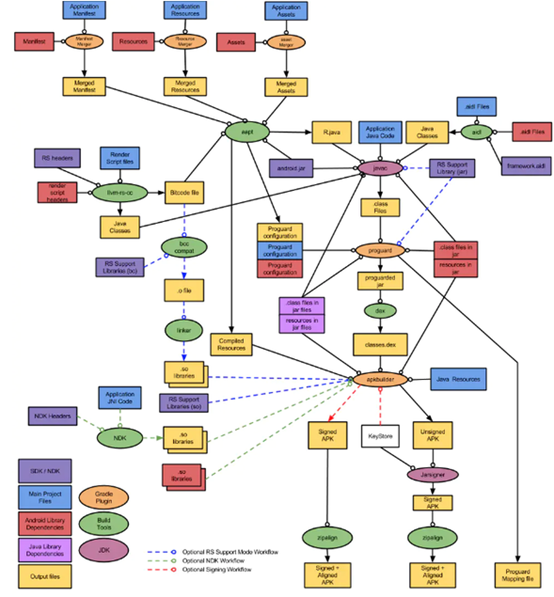 Application
Manifest
Application
Resources
Application
Assets
Manifest
Manifest
Merger
Resources
Resource
Merger
Assets
asset
Merger
Merged
Manifest
Merged
Resources
Merged
Assets
aapt
R.java
Application
Java Code
Java
Classes
.aidl Files
aidl
.aidl Files
framework.aidl
RS headers
Render
Script files
render
script
headers
llvm-rs-cc
Bitcode file
Java
Classes
android.jar
javac
RS Support
Library (jar)
.class
Files
RS Support
Libraries (bc)
bcc
compat
Proguard
configuration
Proguard
configuration
Proguard
configuration
proguard
.class files in
jar
resources in
jar
.o file
proguarded
jar
.class files in
jar files
resources in
jar files
dex
linker
Compiled
Resources
classes.dex
.so
libraries
apkbuilder
Java Resources
RS Support
Libraries (so)
Application
JNI Code
NDK Headers
NDK
.so
libraries
.so
libraries
Signed
APK
KeyStore
Unsigned
APK
Jarsigner
Signed
APK
SDK / NDK
Main Project
Files
Gradle
Plugin
Android Library
Dependencies
Build
Tools
Java Library
Dependencies
JDK
Output files
Optional RS Support Mode Workflow
Optional NDK Workflow
Optional Signing Workflow
zipalign
zipalign
Signed +
Aligned
APK
Signed +
Aligned
APK
Proguard
Mapping file